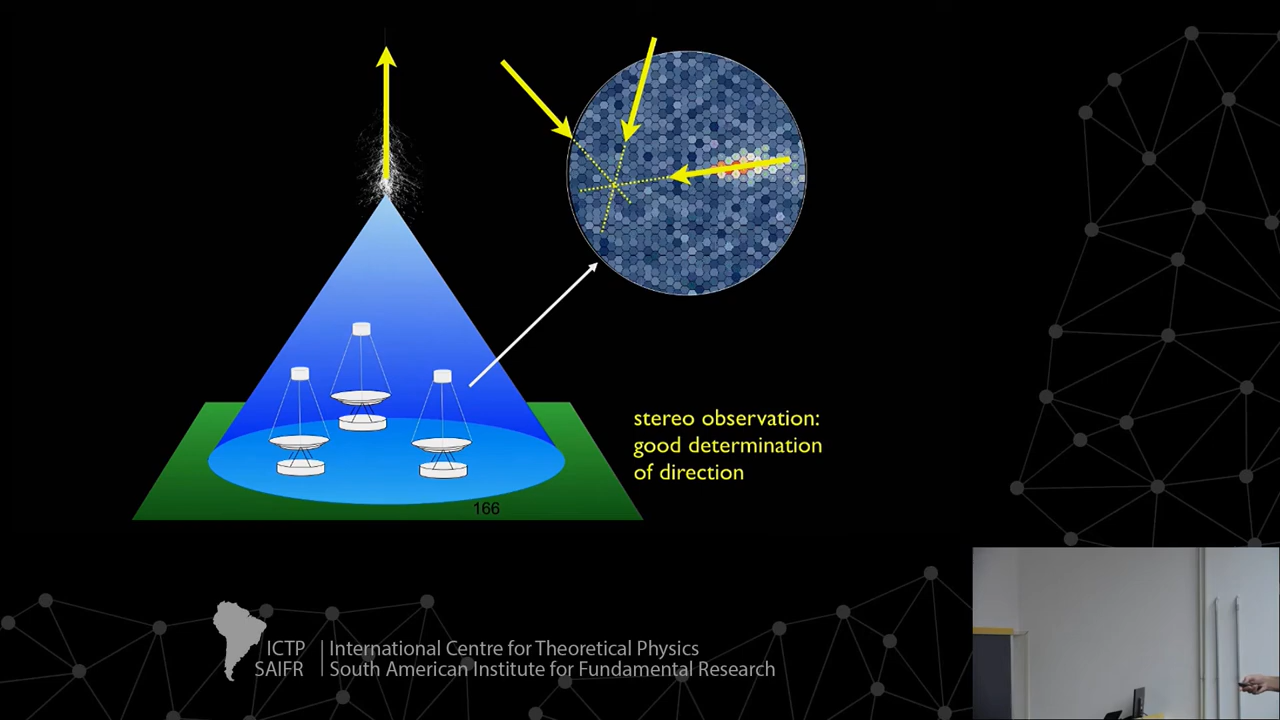 stereo observation:
good determination
of direction
166
ICTP
SAIFR
International Centre for Theoretical Physics
South American Institute for Fundamental Research